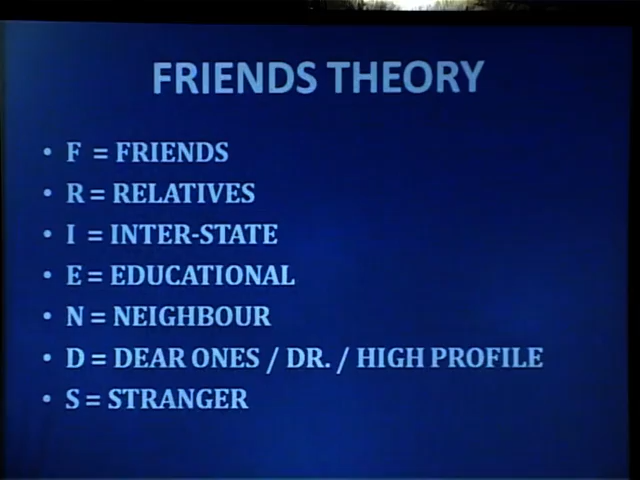 FRIENDS THEORY
• F = FRIENDS
• R = RELATIVES
• I = INTER-STATE
• E = EDUCATIONAL
• N = NEIGHBOUR
• D = DEAR ONES / DR. / HIGH PROFILE
• S = STRANGER